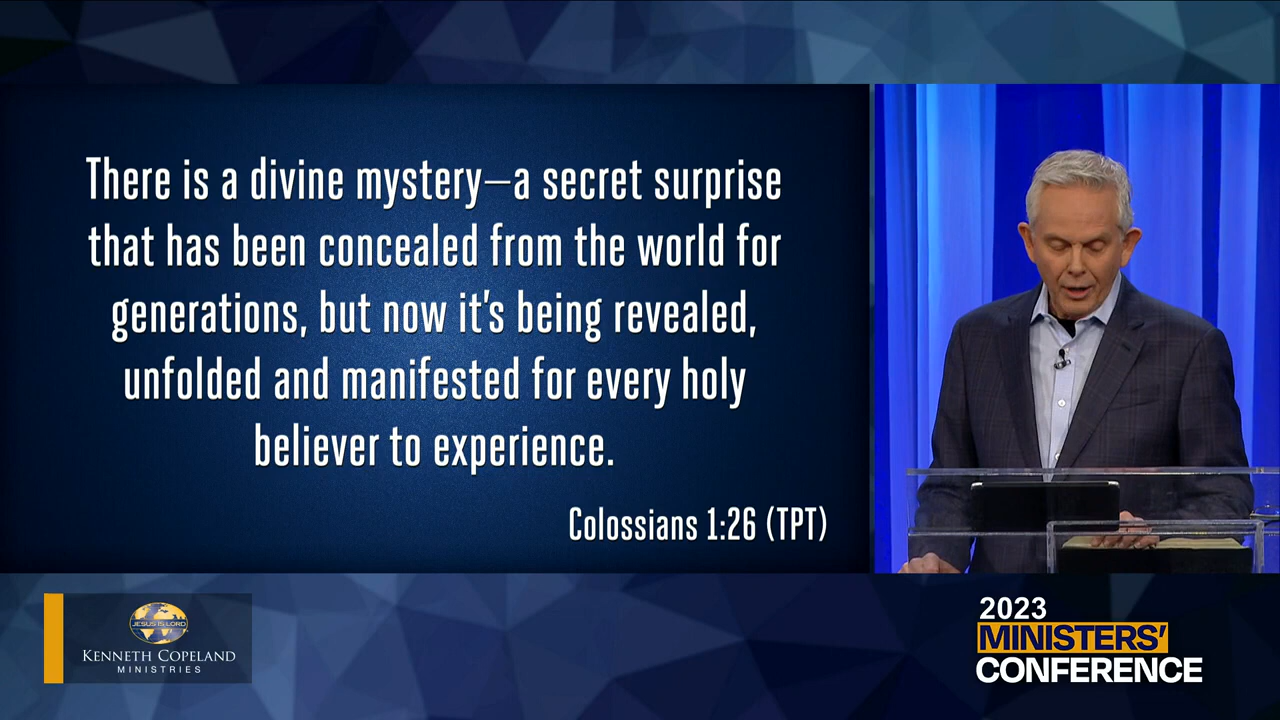 There is a divine mystery—a secret surprise
that has been concealed from the world for
generations, but now it's being revealed,
unfolded and manifested for every holy
believer to experience.
Colossians 1:26 (TPT)
JESUS IS LORD
KENNETH COPELAND
MINISTRIES
2023
MINISTERS'
CONFERENCE